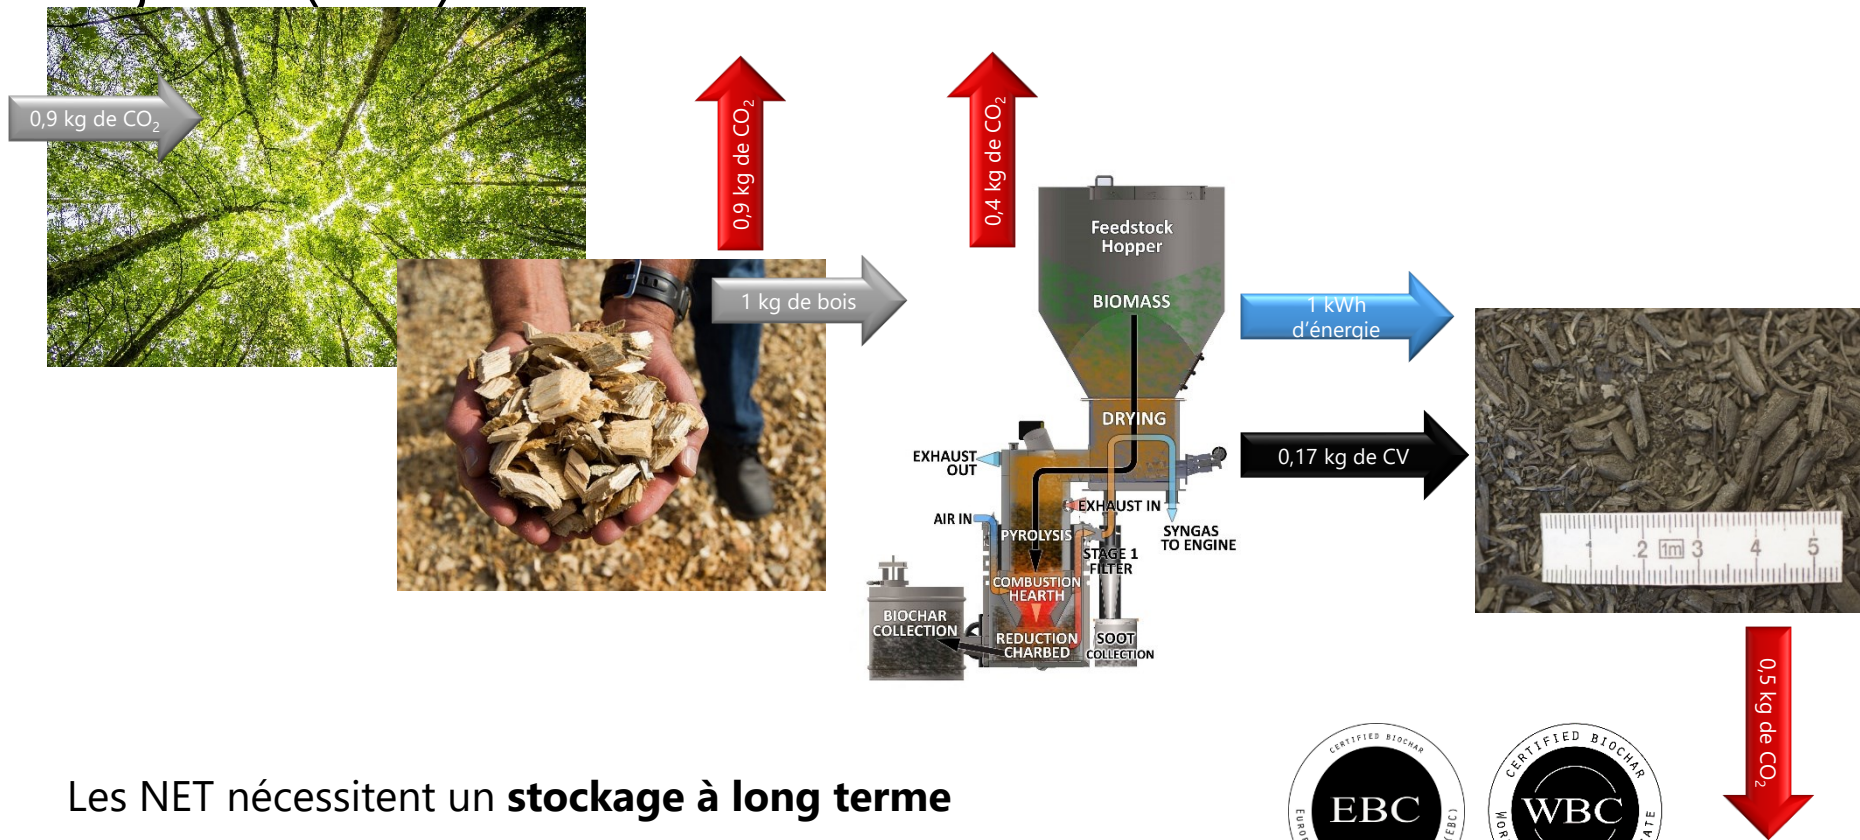 0,9 kg de CO₂
0,9 kg de CO₂
0,4 kg de CO₂
1 kg de bois
Feedstock
Hopper
BIOMASS
DRYING
EXHAUST
OUT
EXHAUST IN
AIR IN
PYROLYSIS
SYNGAS
TO ENGINE
STAGE 1
FILTER
COMBUSTION
HEARTH
BIOCHAR
COLLECTION
REDUCTION
CHARBED
SOOT
COLLECTION
1 kWh
d'énergie
0,17 kg de CV
1 2 1m 3 4 5
0,5 kg de CO₂
Les NET nécessitent un stockage à long terme
CERTIFIED BIOCHAR
EBC
(EBC)
CERTIFIED BIOCHAR
WBC